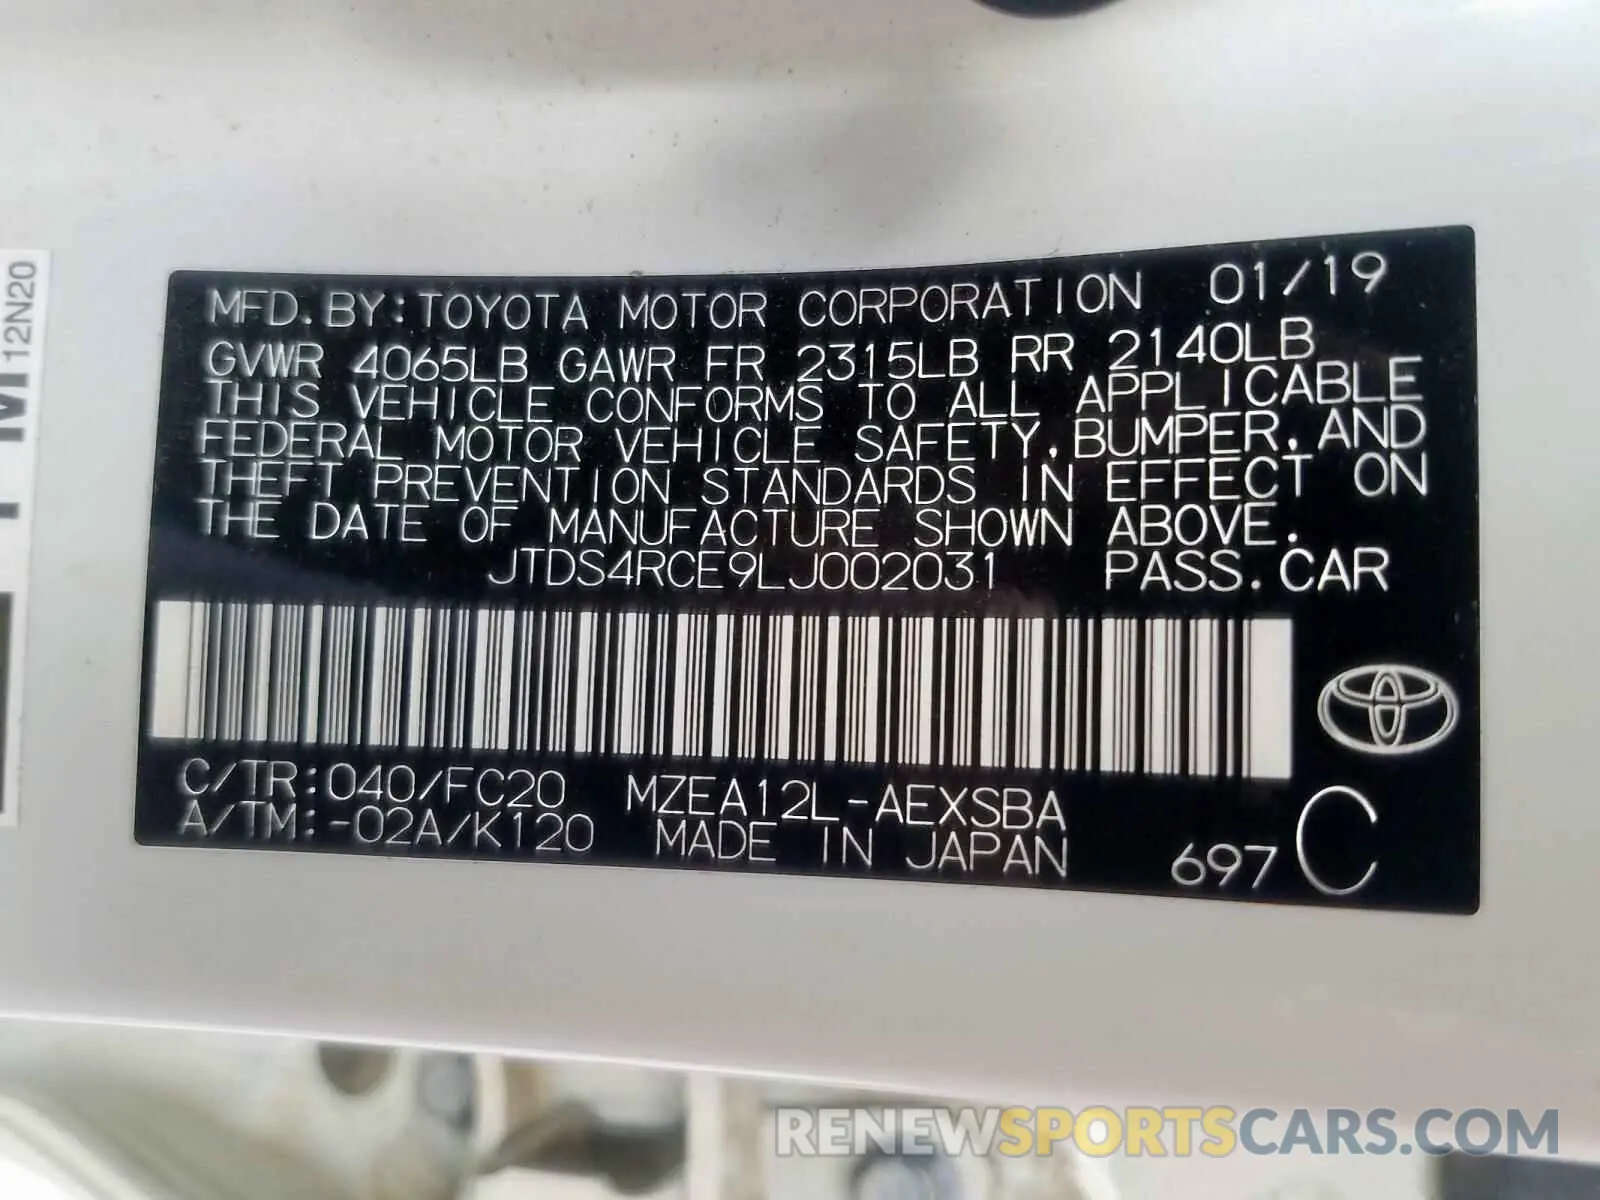 MFD.BY:TOYOTA MOTOR CORPORATION 01/19
GVWR 4065LB GAWR FR 2315LB RR 2140LB
THIS VEHICLE CONFORMS TO ALL APPLICABLE
FEDERAL MOTOR VEHICLE SAFETY,BUMPER,AND
THEFT PREVENTION STANDARDS IN EFFECT ON
THE DATE OF MANUFACTURE SHOWN ABOVE.
JTDS4RCE9LJ002031 PASS.CAR
C/TR:040/FC20 MZEA12L-AEXSBA
A/TM:-02A/K120 MADE IN JAPAN 697 C
12N20
RENEWSPORTSCARS.COM